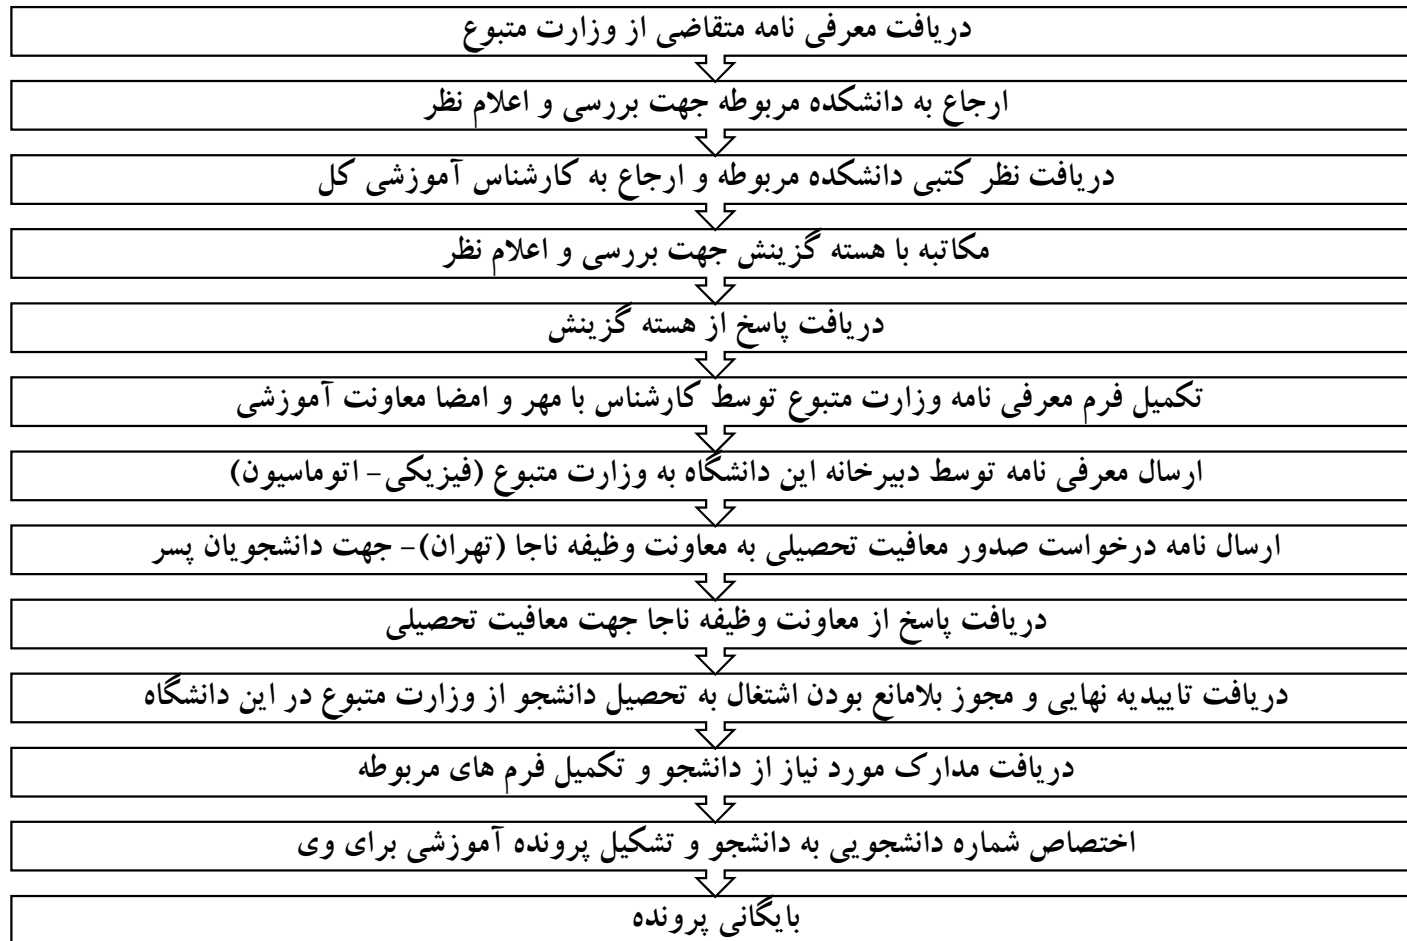 دریافت معرفی نامه متقاضی از وزارت متبوع
ارجاع به دانشکده مربوطه جهت بررسی و اعلام نظر
دریافت نظر کتبی دانشکده مربوطه و ارجاع به کارشناس آموزشی کل
مکاتبه با هسته گزینش جهت بررسی و اعلام نظر
دریافت پاسخ از هسته گزینش
تکمیل فرم معرفی نامه وزارت متبوع توسط کارشناس با مهر و امضا معاونت آموزشی
ارسال معرفی نامه توسط دبیرخانه این دانشگاه به وزارت متبوع (فیزیکی- اتوماسیون)
ارسال نامه درخواست صدور معافیت تحصیلی به معاونت وظیفه ناجا (تهران)- جهت دانشجویان پسر
دریافت پاسخ از معاونت وظیفه ناجا جهت معافیت تحصیلی
دریافت تاییدیه نهایی و مجوز بلامانع بودن اشتغال به تحصیل دانشجو از وزارت متبوع در این دانشگاه
دریافت مدارک مورد نیاز از دانشجو و تکمیل فرم های مربوطه
اختصاص شماره دانشجویی به دانشجو و تشکیل پرونده آموزشی برای وی
بایگانی پرونده